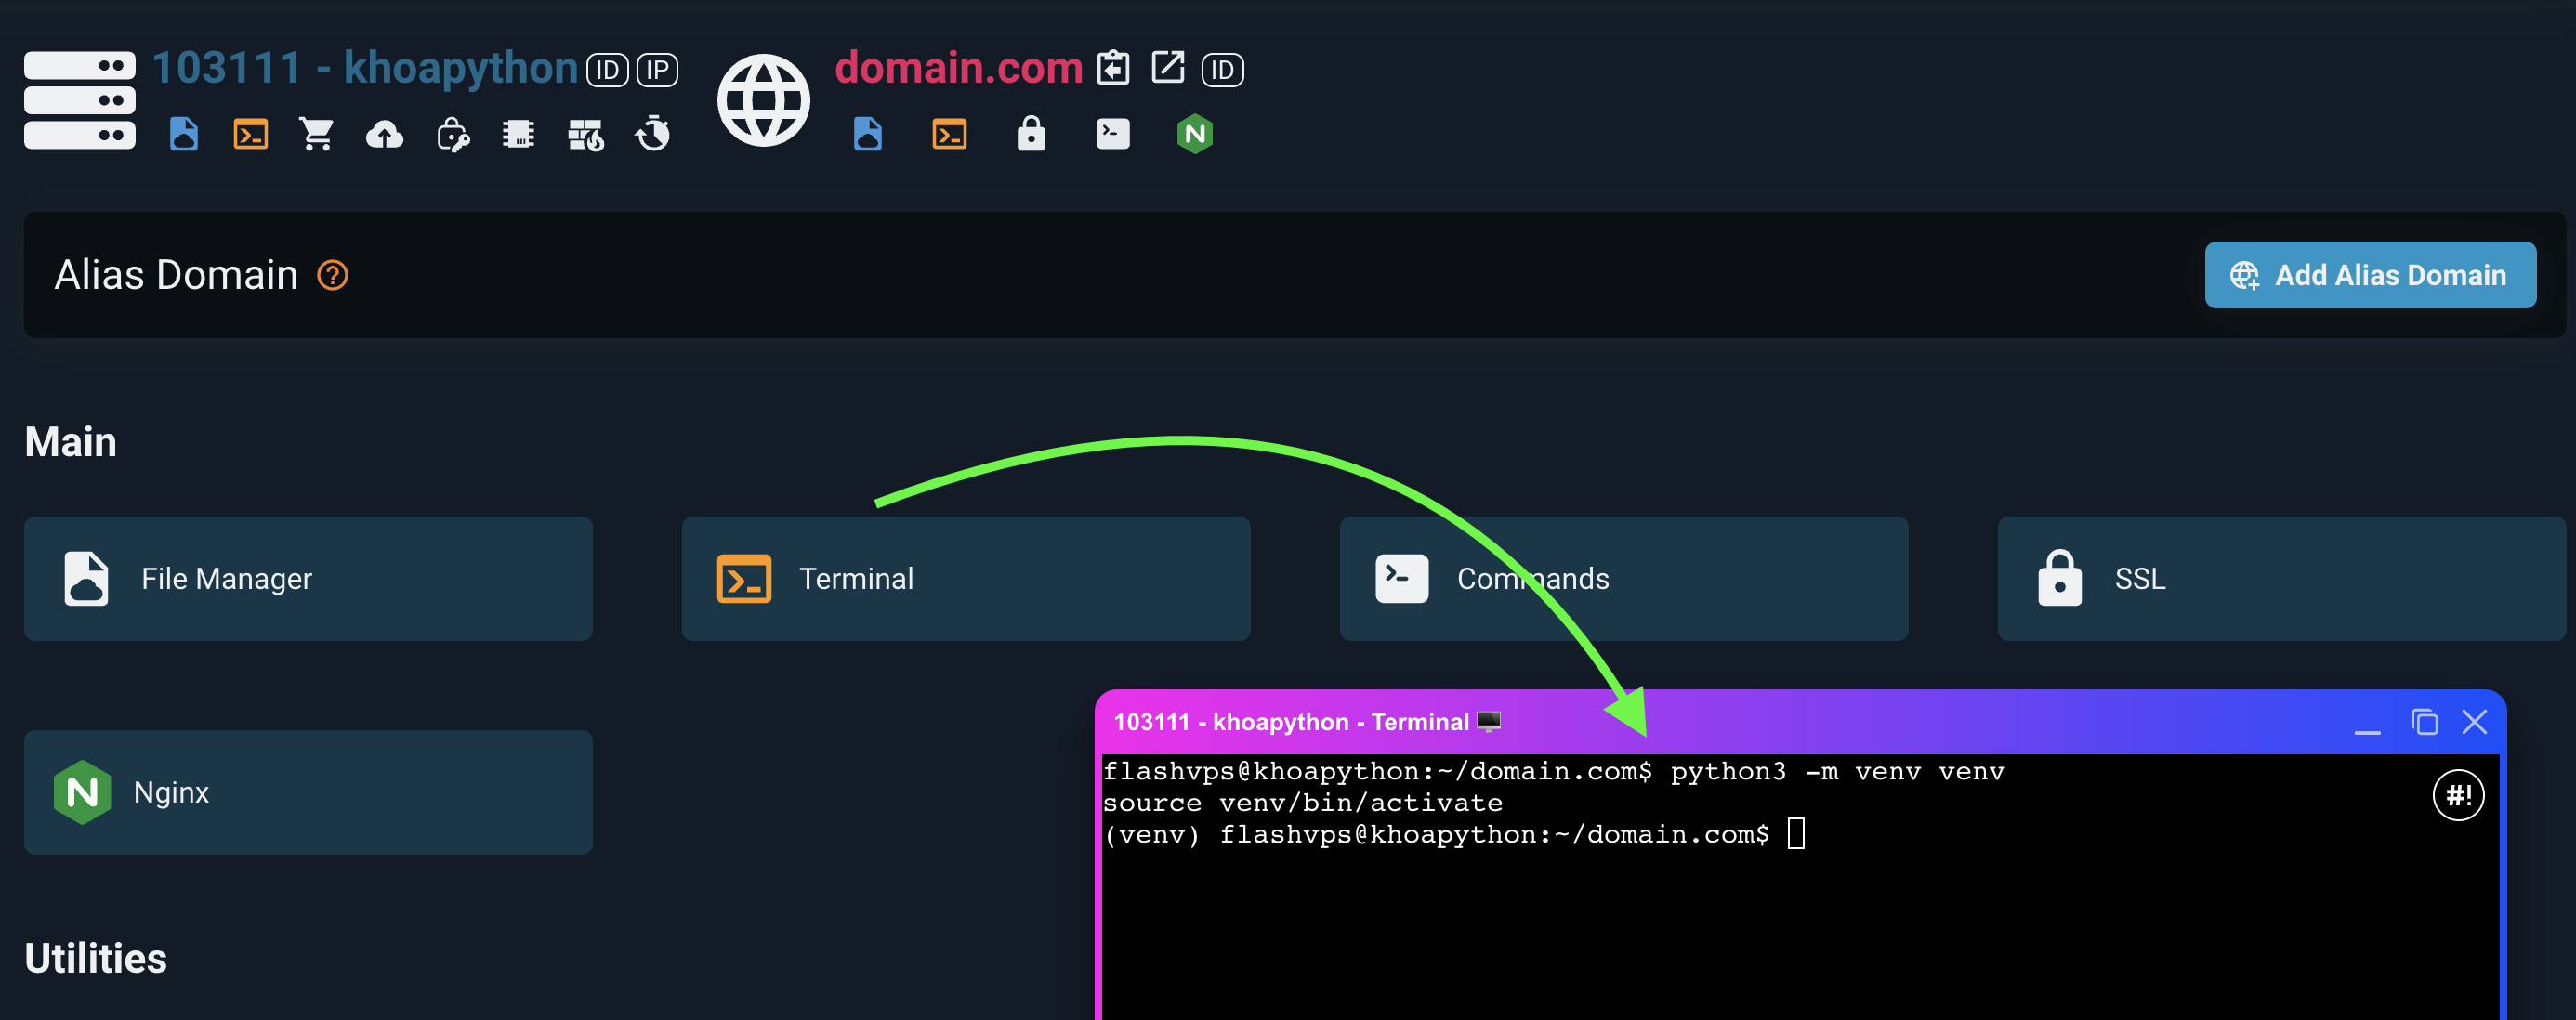 103111 - khoapython ID IP
domain.com ID
Alias Domain ?
Add Alias Domain
Main
File Manager
Terminal
Commands
SSL
N Nginx
103111 - khoapython - Terminal
flashvps@khoapython:~/domain.com$ python3 -m venv venv
source venv/bin/activate
(venv) flashvps@khoapython:~/domain.com$
#!
Utilities